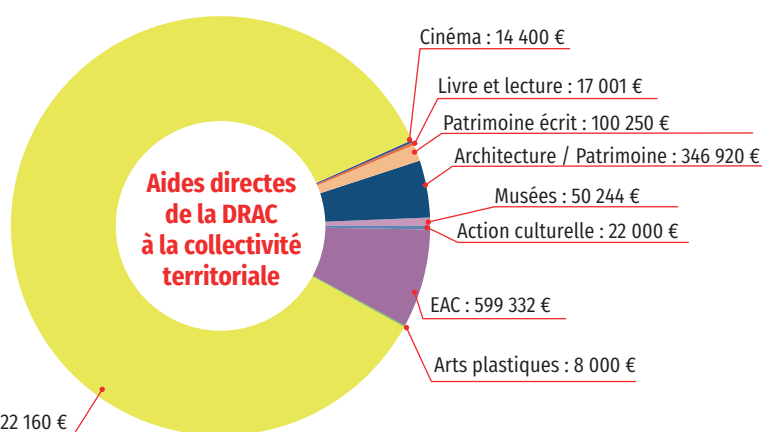 Cinéma : 14 400 €
Livre et lecture : 17 001 €
Patrimoine écrit : 100 250 €
Architecture / Patrimoine : 346 920 €
Musées : 50 244 €
Action culturelle : 22 000 €
EAC : 599 332 €
Arts plastiques : 8 000 €
Aides directes
de la DRAC
à la collectivité
territoriale
22 160 €